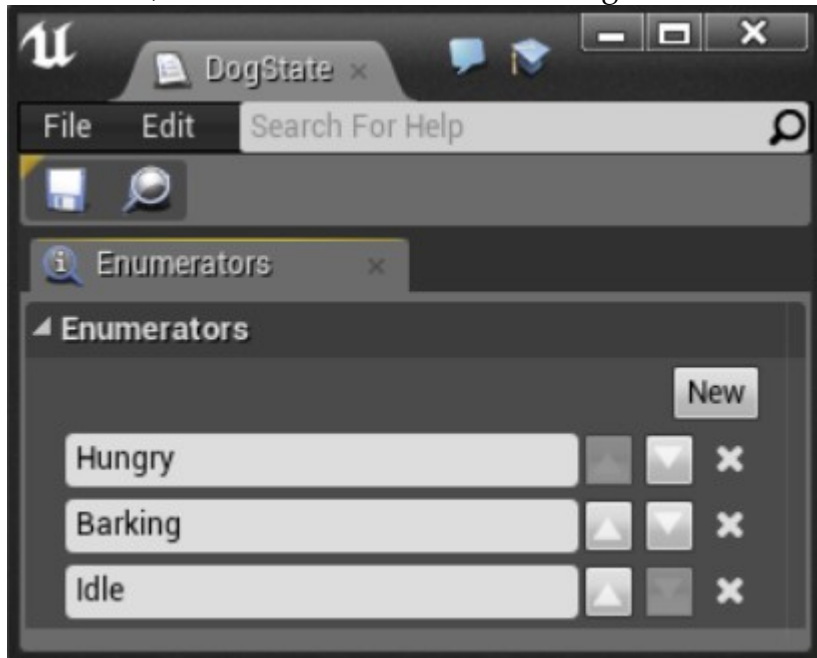 DogState
File Edit Search For Help
Enumerators
Enumerators
New
Hungry
Barking
Idle